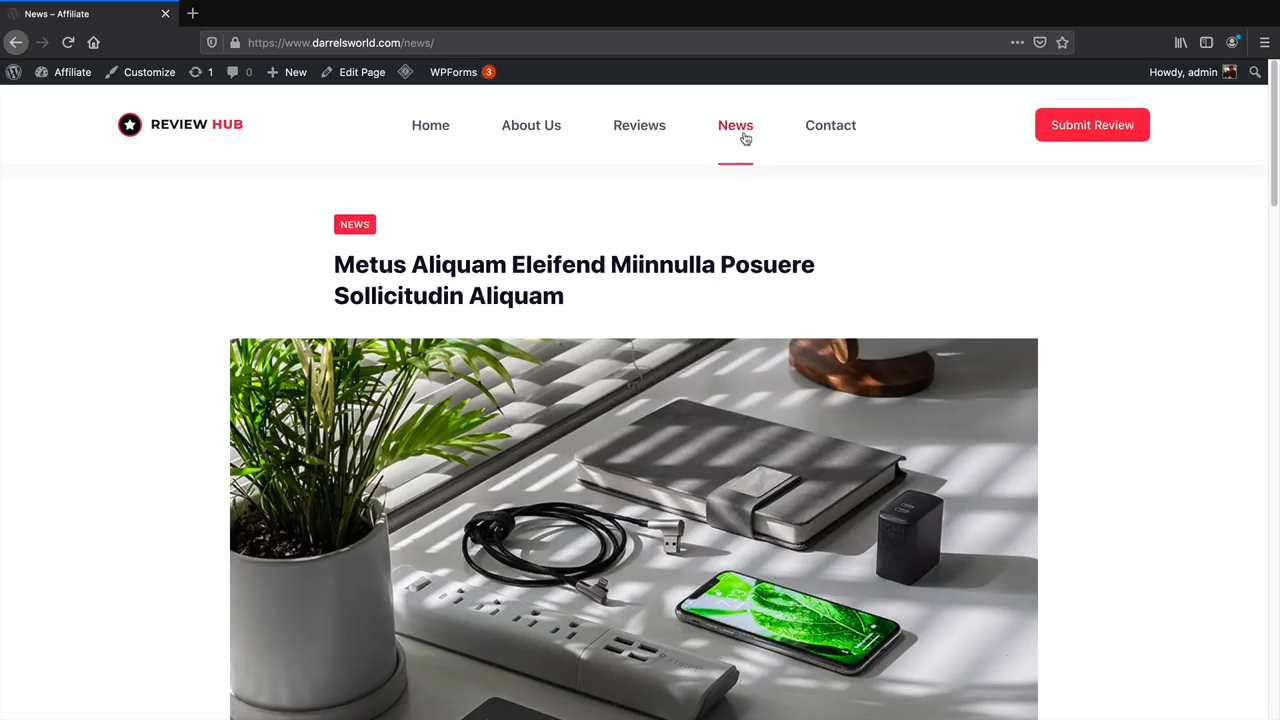 News – Affiliate
https://www.darrelsworld.com/news/
Affiliate
Customize
1
0
New
Edit Page
WPForms 3
Howdy, admin
REVIEW HUB
Home
About Us
Reviews
News
Contact
Submit Review
NEWS
Metus Aliquam Eleifend Miinnulla Posuere
Sollicitudin Aliquam